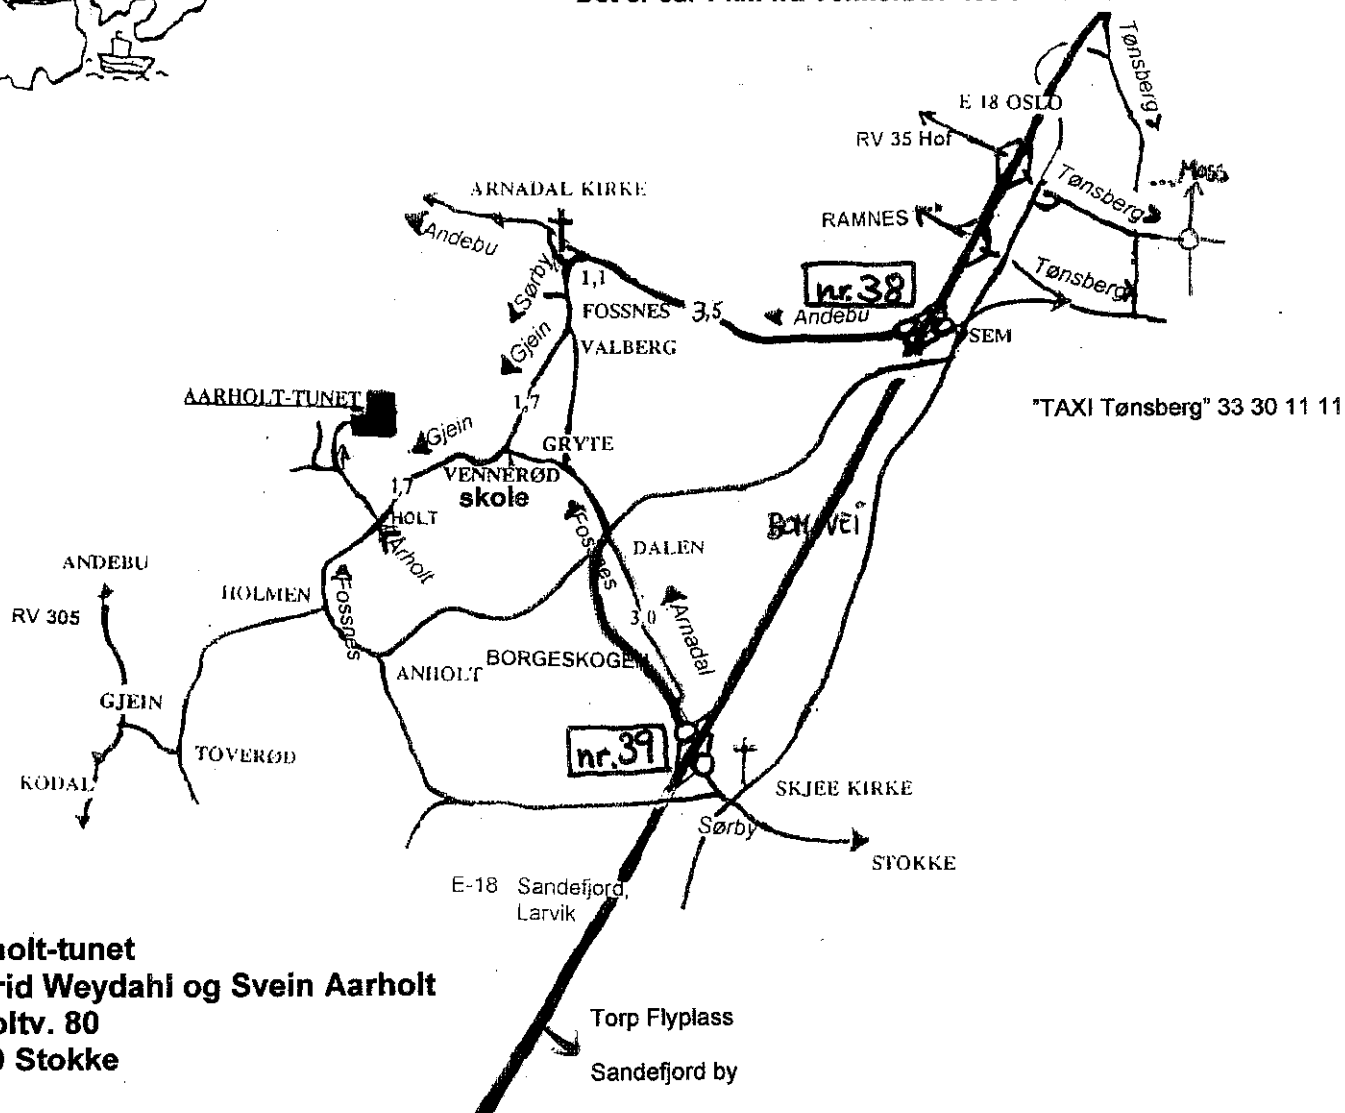 E 18 OSLO
Tønsberg
RV 35 Hof
Moss
Tønsberg
ARNADAL KIRKE
RAMNES
Andebu
Tønsberg
Sørby
1,1
nr. 38
FOSSNES
3,5
Andebu
SEM
Gjein
VALBERG
AARHOLT-TUNET
1,7
"TAXI Tønsberg" 33 30 11 11
Gjein
GRYTE
VENNERØD
skole
1,7
HOLT
Fossnes
BOMVEI
Årholt
DALEN
ANDEBU
HOLMEN
Fossnes
RV 305
3,0
Arnadal
BORGESKOGEN
ANHOLT
GJEIN
nr. 39
TOVERØD
KODAL
SKJEE KIRKE
Sørby
STOKKE
E-18 Sandefjord,
Larvik
holt-tunet
rid Weydahl og Svein Aarholt
oltv. 80
0 Stokke
Torp Flyplass
Sandefjord by